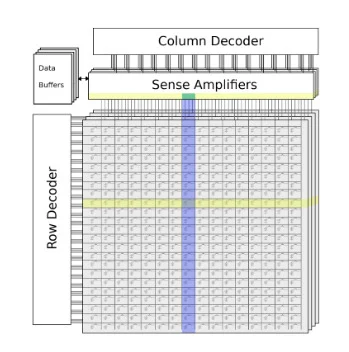 Column Decoder
Data
Buffers
Sense Amplifiers
Row Decoder